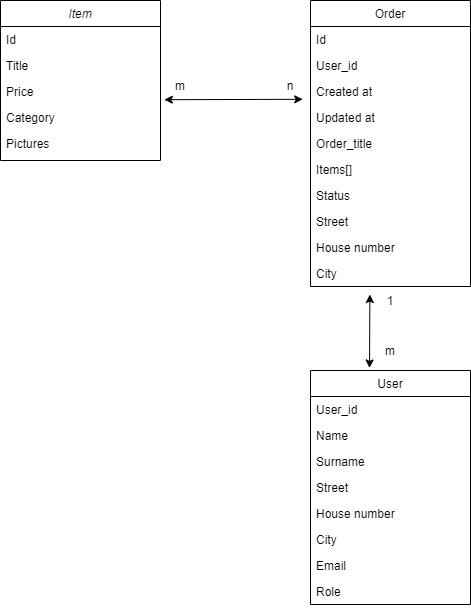 Item
Id
Title
Price
Category
Pictures
m
n
Order
Id
User_id
Created at
Updated at
Order_title
Items[]
Status
Street
House number
City
1
m
User
User_id
Name
Surname
Street
House number
City
Email
Role